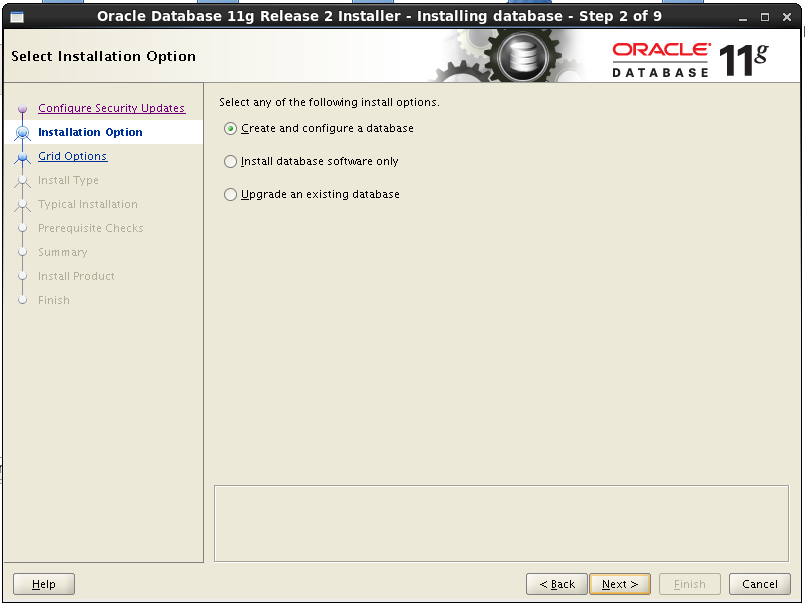 Oracle Database 11g Release 2 Installer - Installing database - Step 2 of 9
Select Installation Option
ORACLE
DATABASE
11g
Configure Security Updates
Installation Option
Grid Options
Install Type
Typical Installation
Prerequisite Checks
Summary
Install Product
Finish
Select any of the following install options.
Create and configure a database
Install database software only
Upgrade an existing database
Help
< Back
Next >
Finish
Cancel